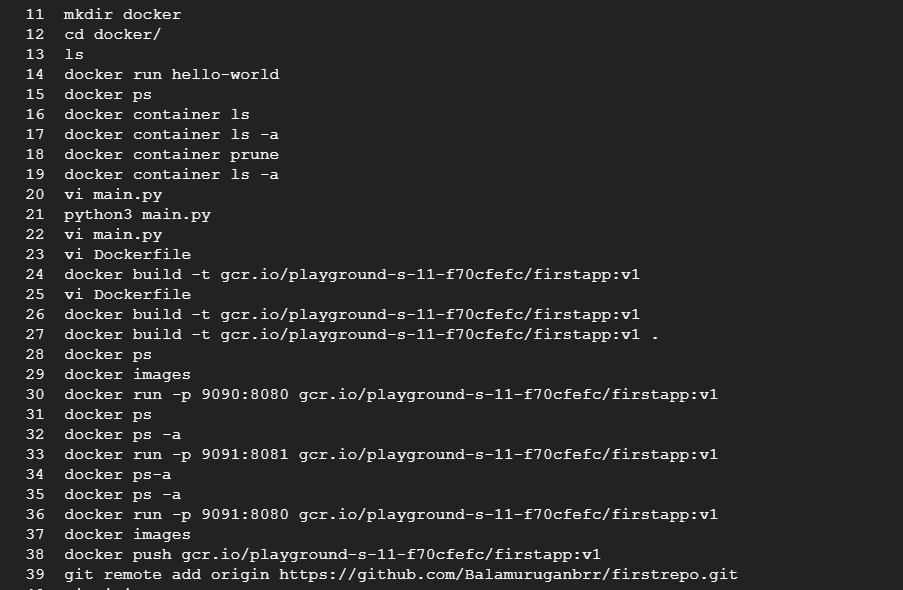 11 mkdir docker
12 cd docker/
13 ls
14 docker run hello-world
15 docker ps
16 docker container ls
17 docker container ls -a
18 docker container prune
19 docker container ls -a
20 vi main.py
21 python3 main.py
22 vi main.py
23 vi Dockerfile
24 docker build -t gcr.io/playground-s-11-f70cfefc/firstapp:v1
25 vi Dockerfile
26 docker build -t gcr.io/playground-s-11-f70cfefc/firstapp:v1
27 docker build -t gcr.io/playground-s-11-f70cfefc/firstapp:v1 .
28 docker ps
29 docker images
30 docker run -p 9090:8080 gcr.io/playground-s-11-f70cfefc/firstapp:v1
31 docker ps
32 docker ps -a
33 docker run -p 9091:8081 gcr.io/playground-s-11-f70cfefc/firstapp:v1
34 docker ps-a
35 docker ps -a
36 docker run -p 9091:8080 gcr.io/playground-s-11-f70cfefc/firstapp:v1
37 docker images
38 docker push gcr.io/playground-s-11-f70cfefc/firstapp:v1
39 git remote add origin https://github.com/Balamuruganbrr/firstrepo.git